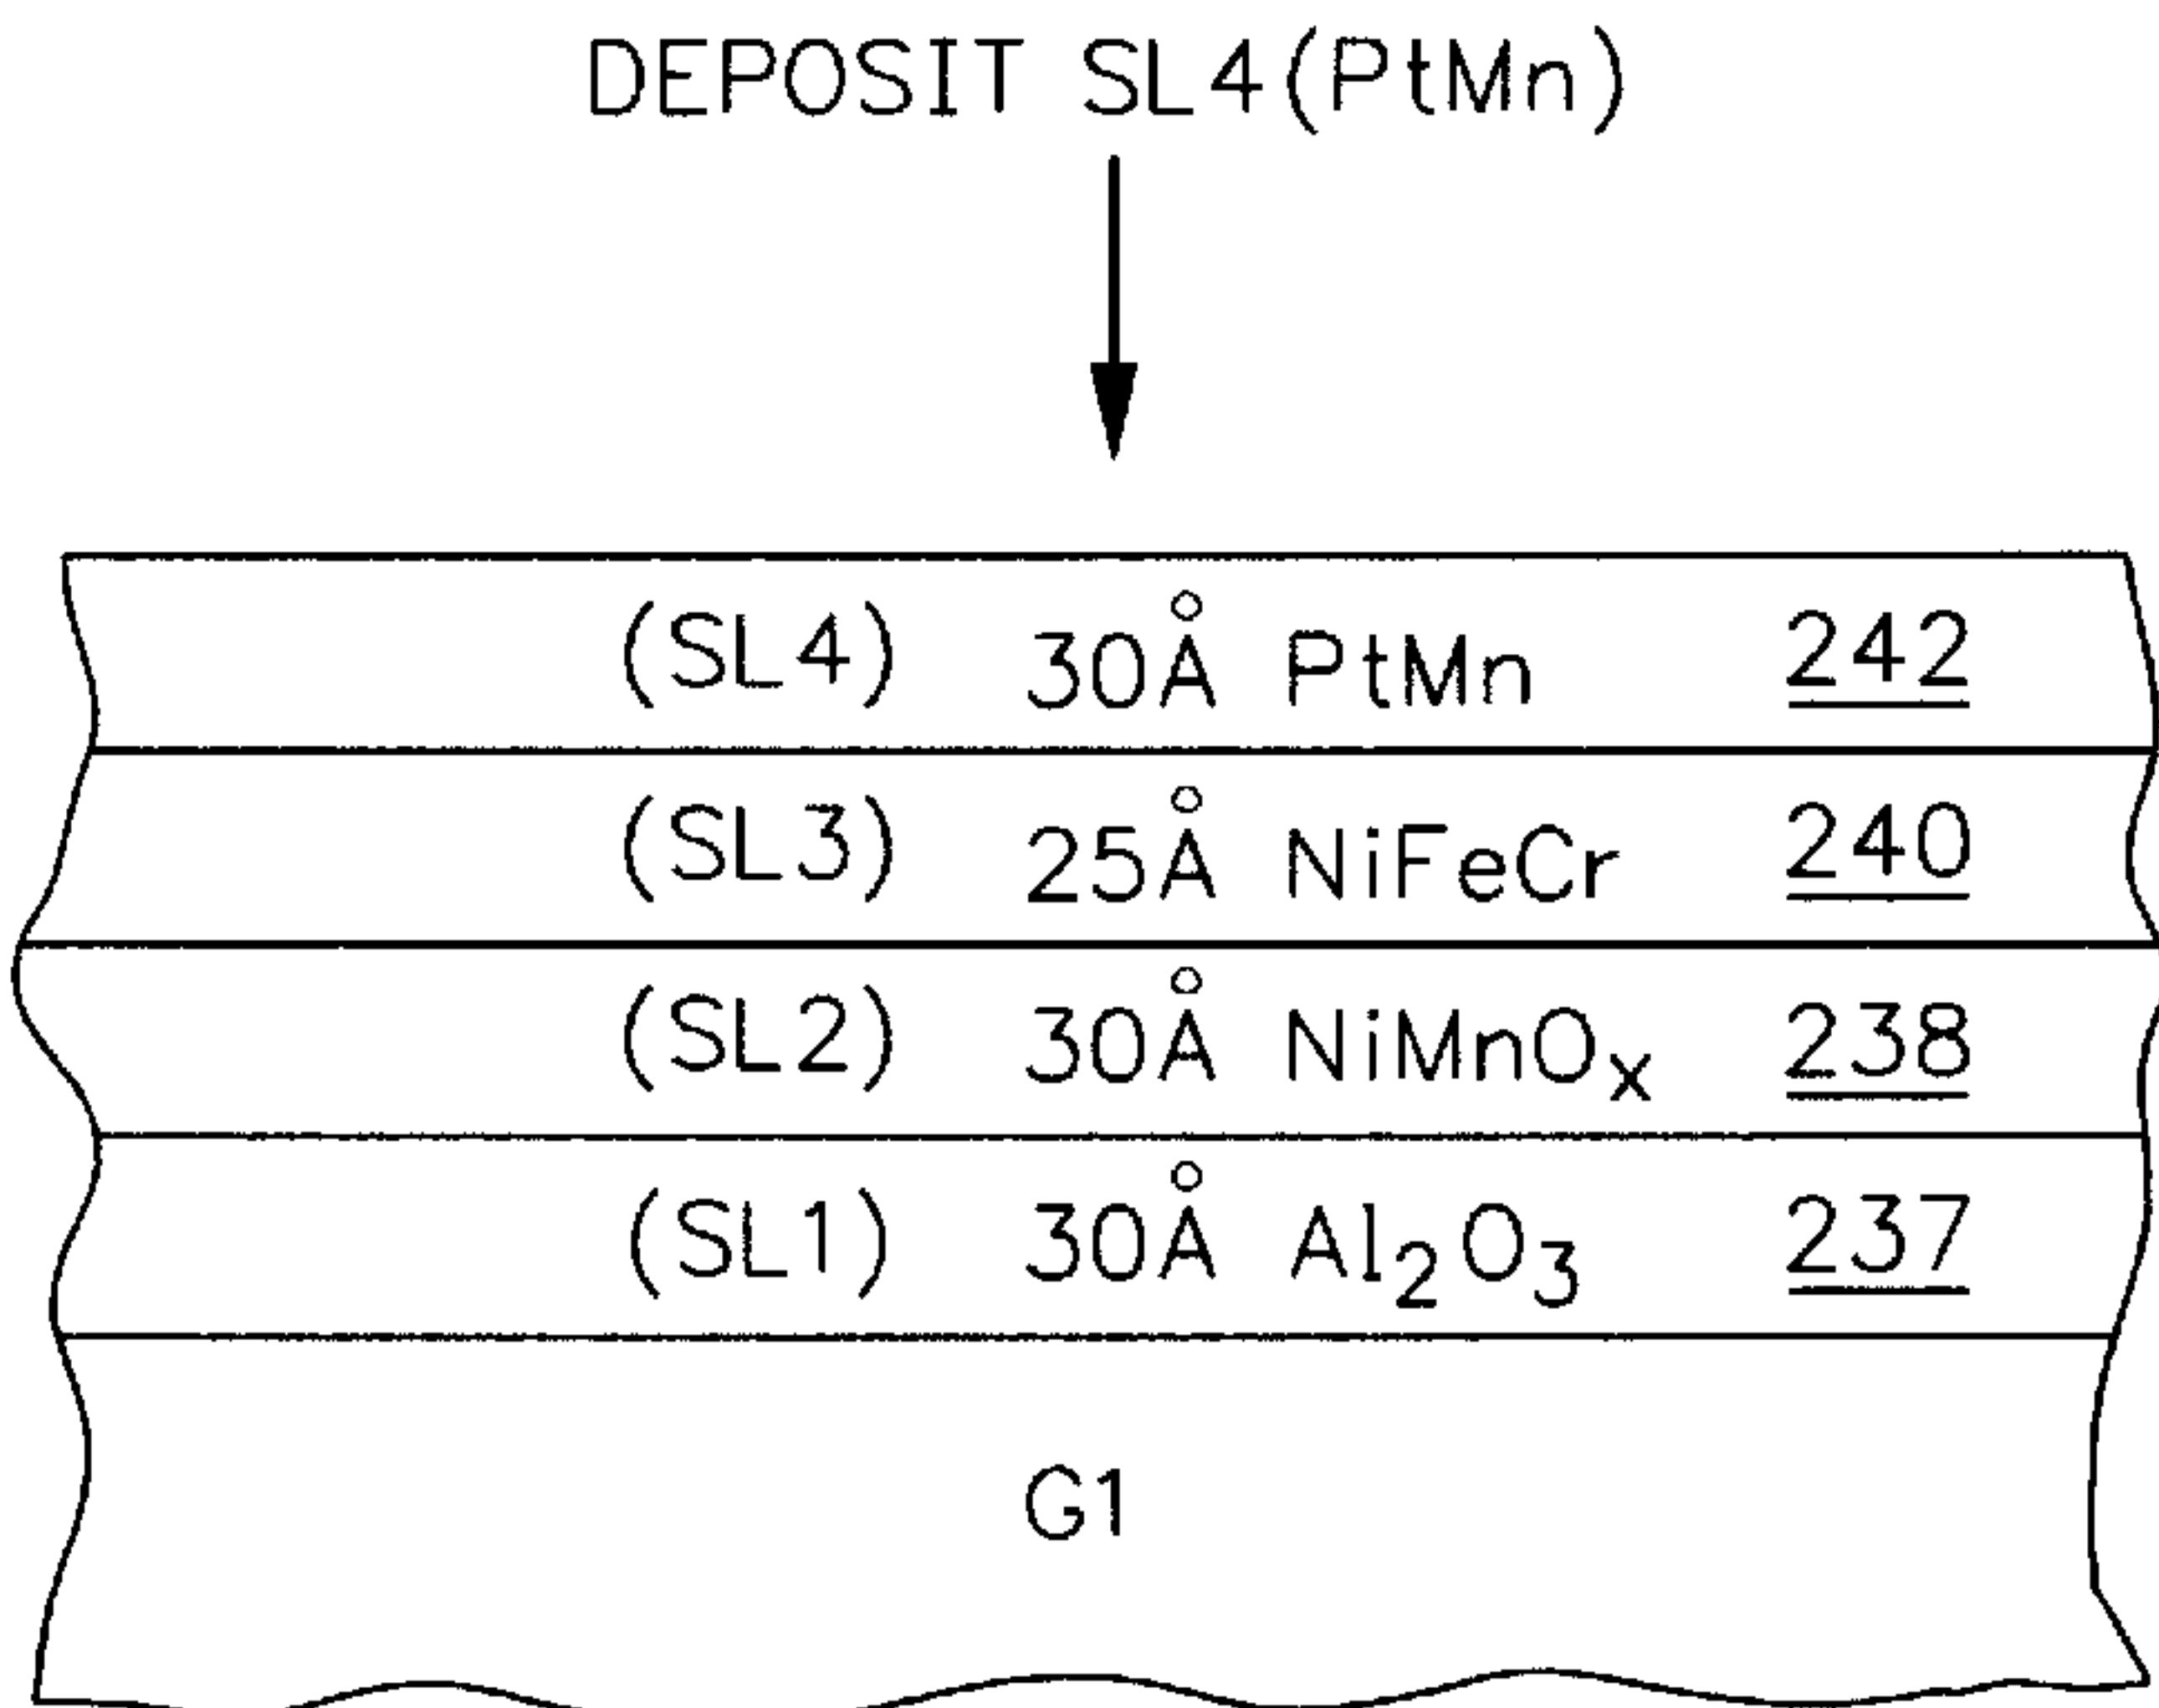 DEPOSIT SL4(PtMn)
(SL4) 30Å PtMn 242
(SL3) 25Å NiFeCr 240
(SL2) 30Å NiMnOₓ 238
(SL1) 30Å Al₂O₃ 237
G1